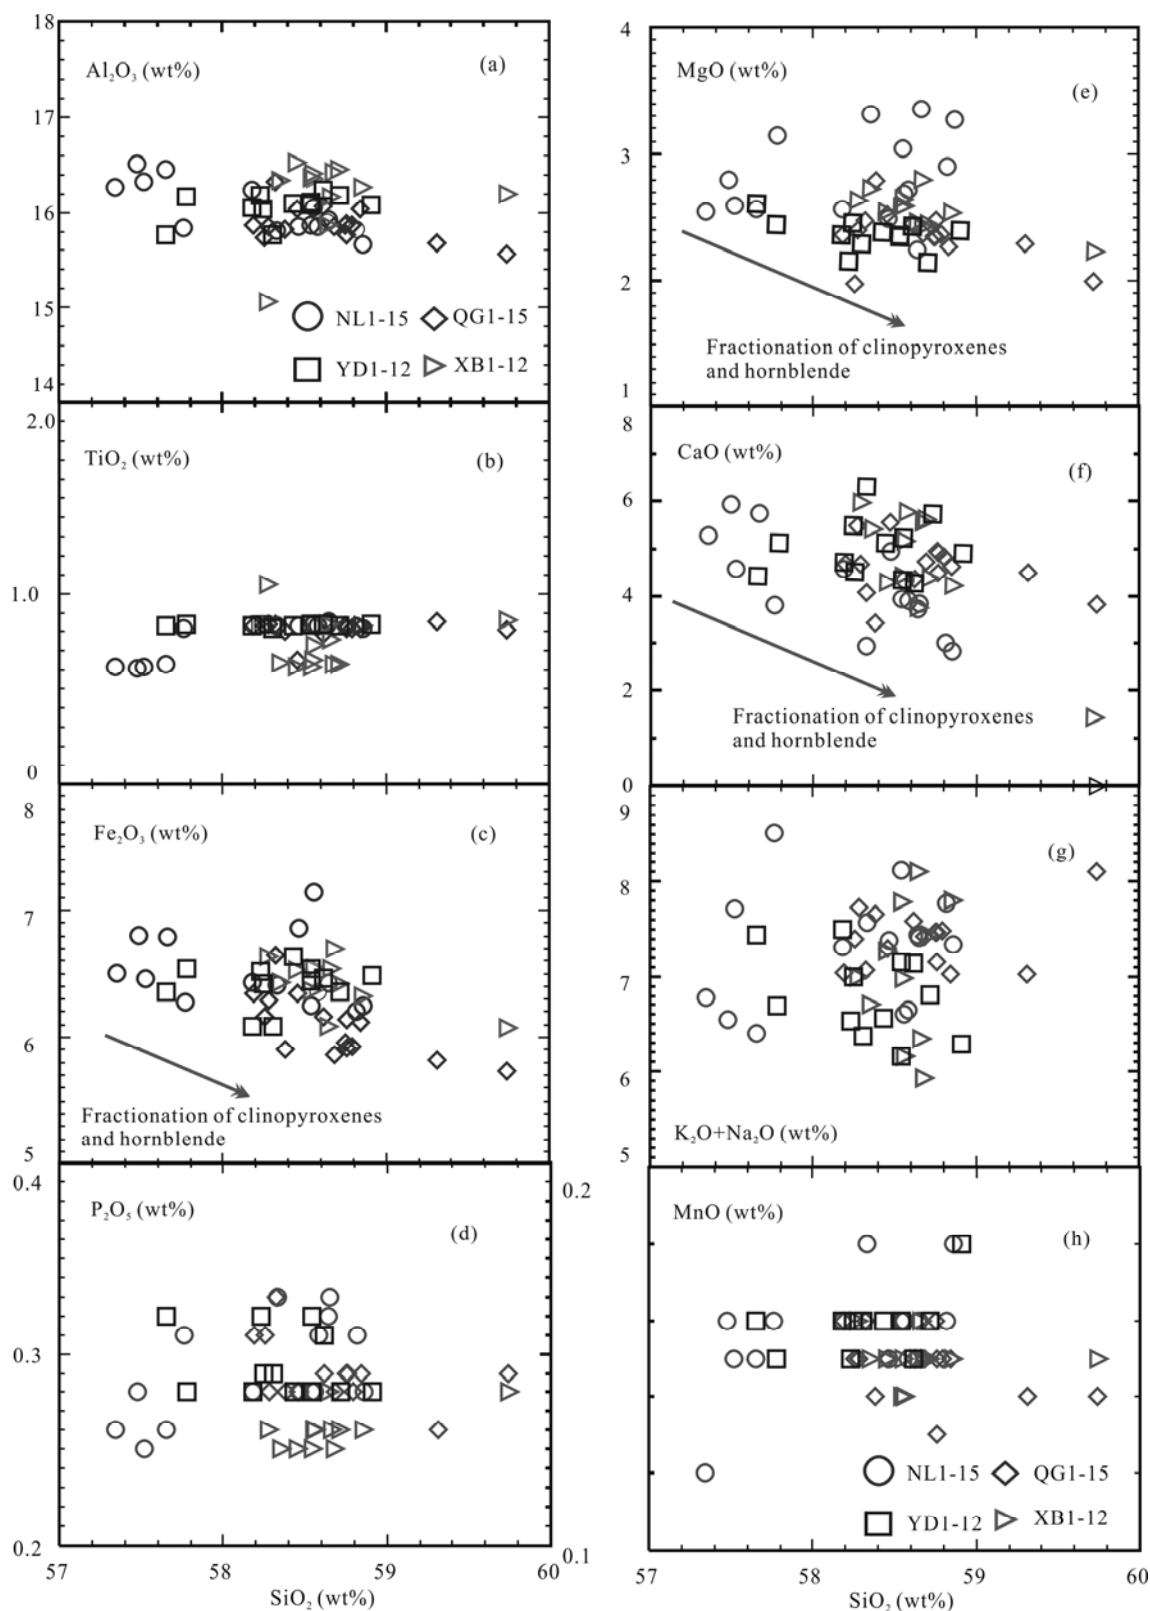 18
Al₂O₃ (wt%)
(a)
17
16
15
14
NL1-15
QG1-15
YD1-12
XB1-12
2.0
TiO₂ (wt%)
(b)
1.0
0
8
Fe₂O₃ (wt%)
(c)
7
6
5
Fractionation of clinopyroxenes
and hornblende
0.4
P₂O₅ (wt%)
(d)
0.3
0.2
57
58
59
60
SiO₂ (wt%)
4
MgO (wt%)
(e)
3
2
1
Fractionation of clinopyroxenes
and hornblende
8
CaO (wt%)
(f)
6
4
2
0
Fractionation of clinopyroxenes
and hornblende
9
(g)
8
7
6
5
K₂O+Na₂O (wt%)
0.2
MnO (wt%)
(h)
0.1
NL1-15
QG1-15
YD1-12
XB1-12
57
58
59
60
SiO₂ (wt%)